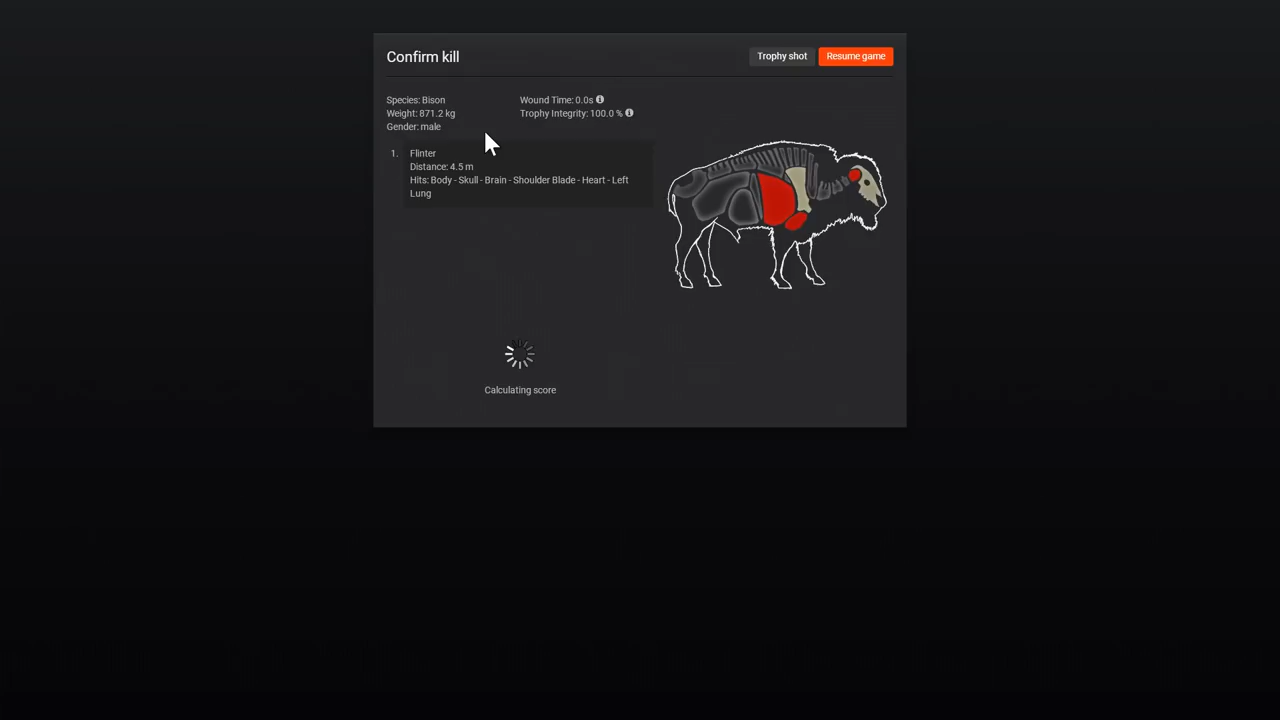 Confirm kill
Trophy shot
Resume game
Species: Bison
Weight: 871.2 kg
Gender: male
Wound Time: 0.0s
Trophy Integrity: 100.0 %
1.
Flinter
Distance: 4.5 m
Hits: Body - Skull - Brain - Shoulder Blade - Heart - Left
Lung
Calculating score